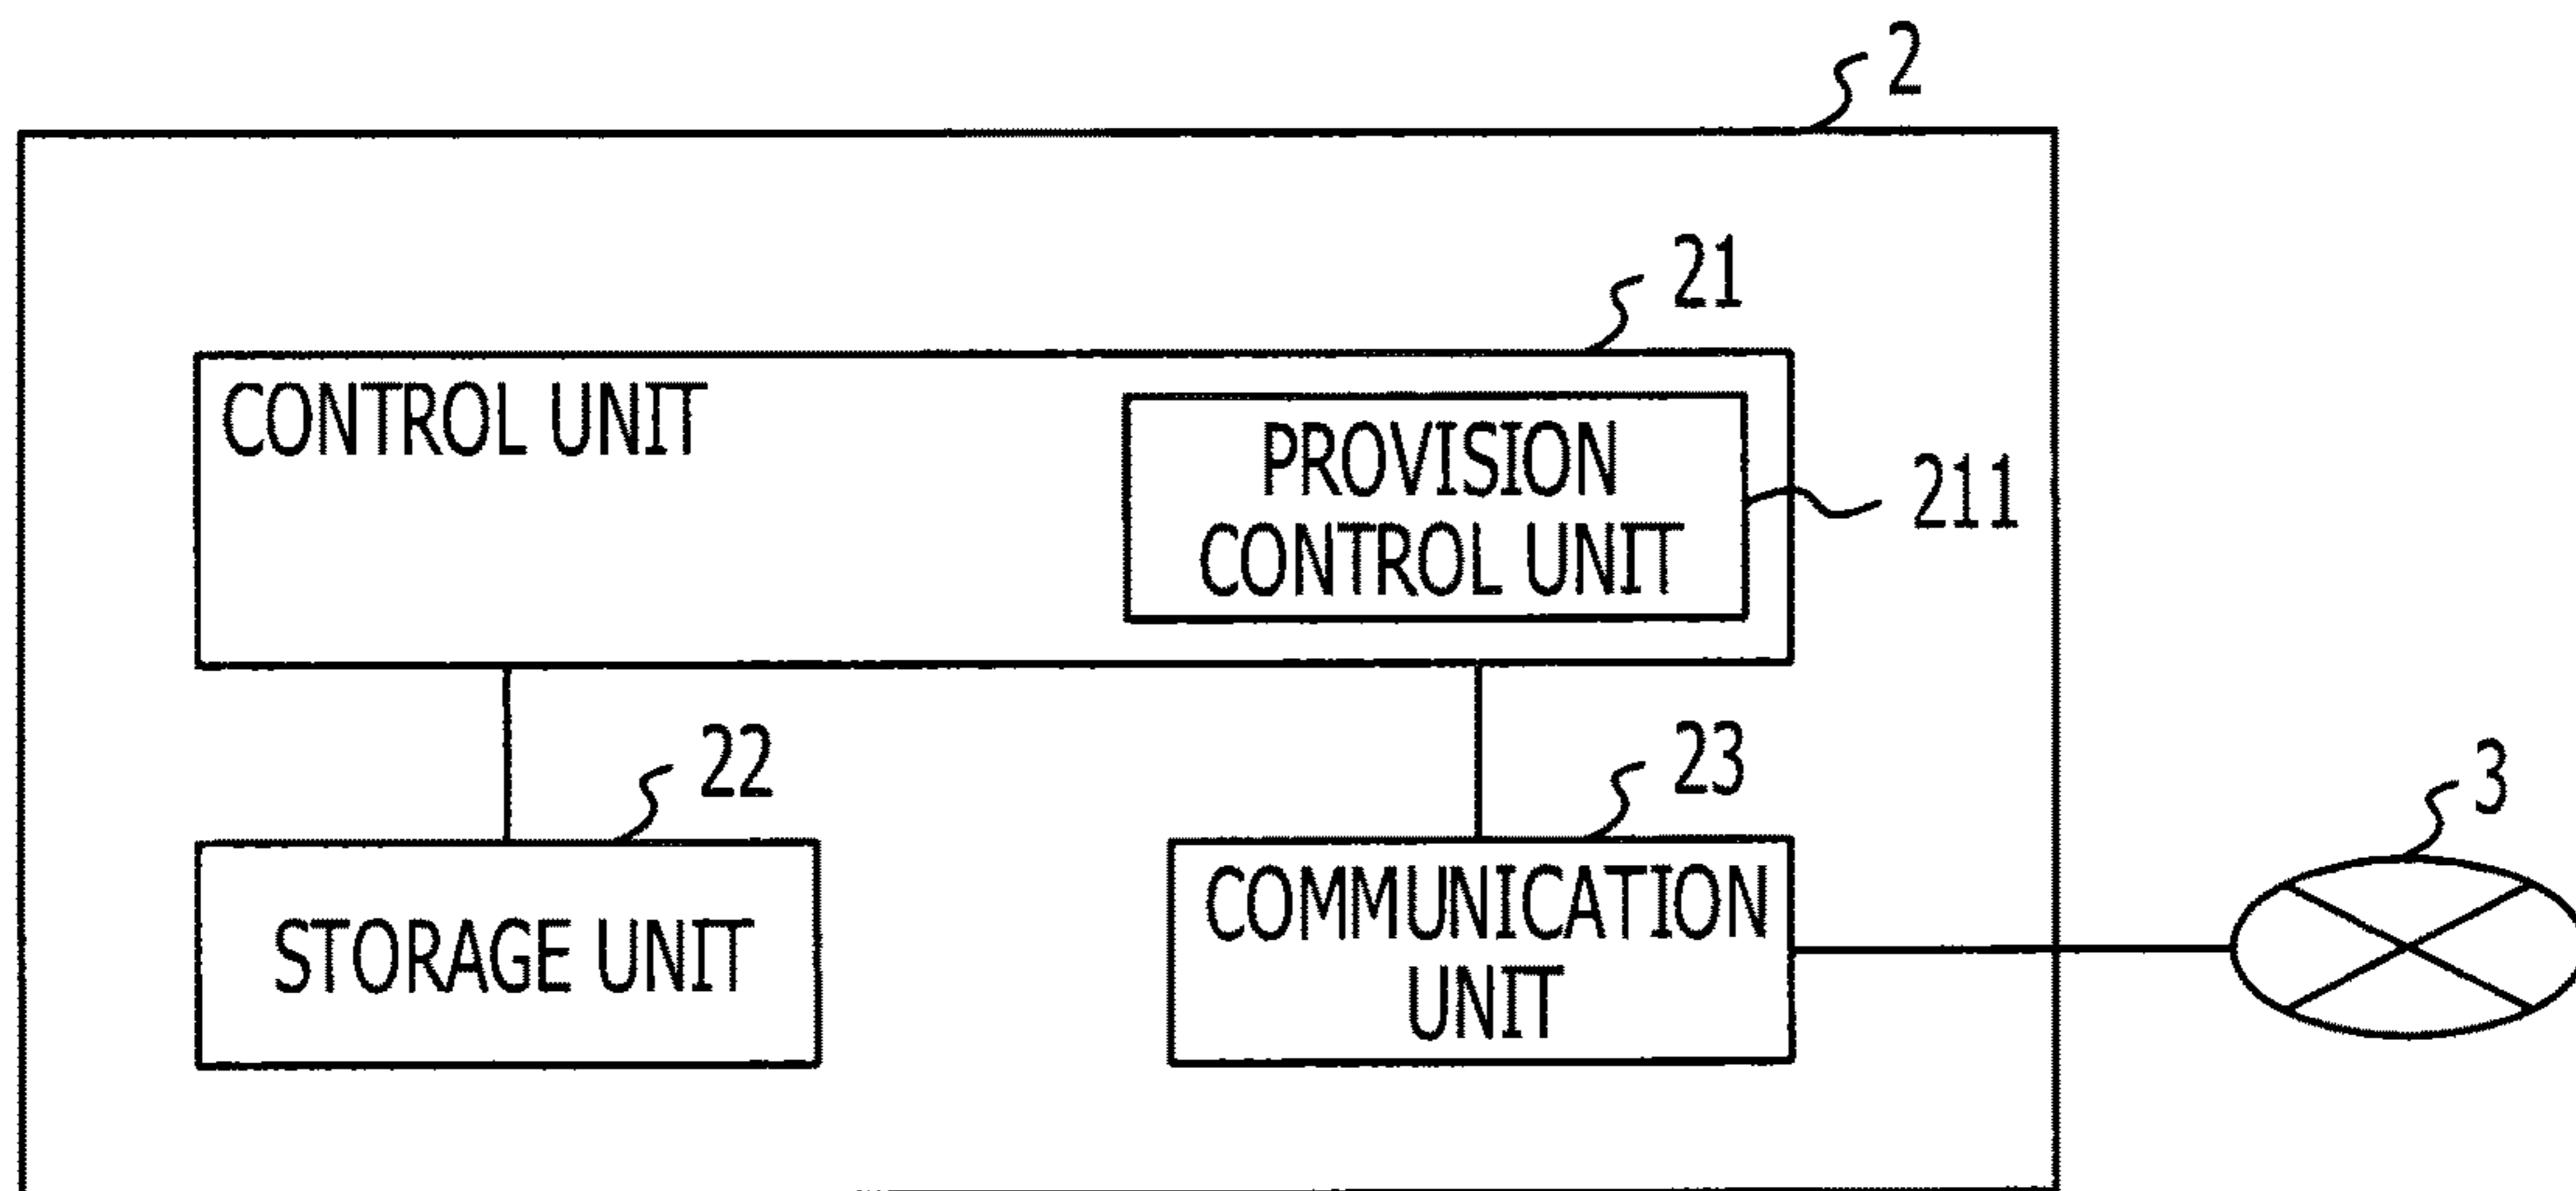 2
21
CONTROL UNIT
PROVISION
CONTROL UNIT
211
22
23
3
STORAGE UNIT
COMMUNICATION
UNIT